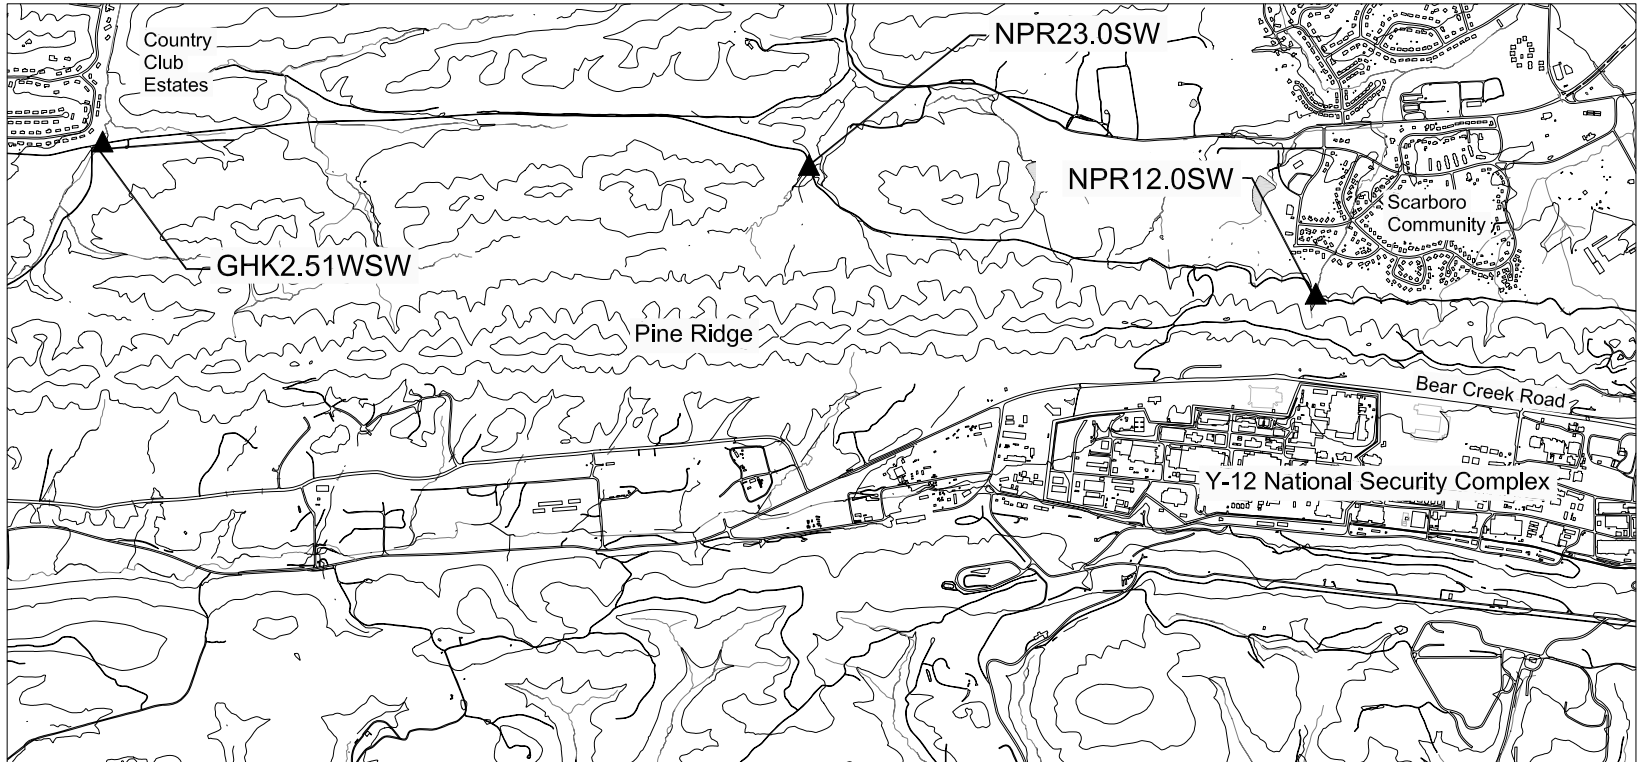 Country
Club
Estates
NPR23.0SW
NPR12.0SW
Scarboro
Community
GHK2.51WSW
Pine Ridge
Bear Creek Road
Y-12 National Security Complex